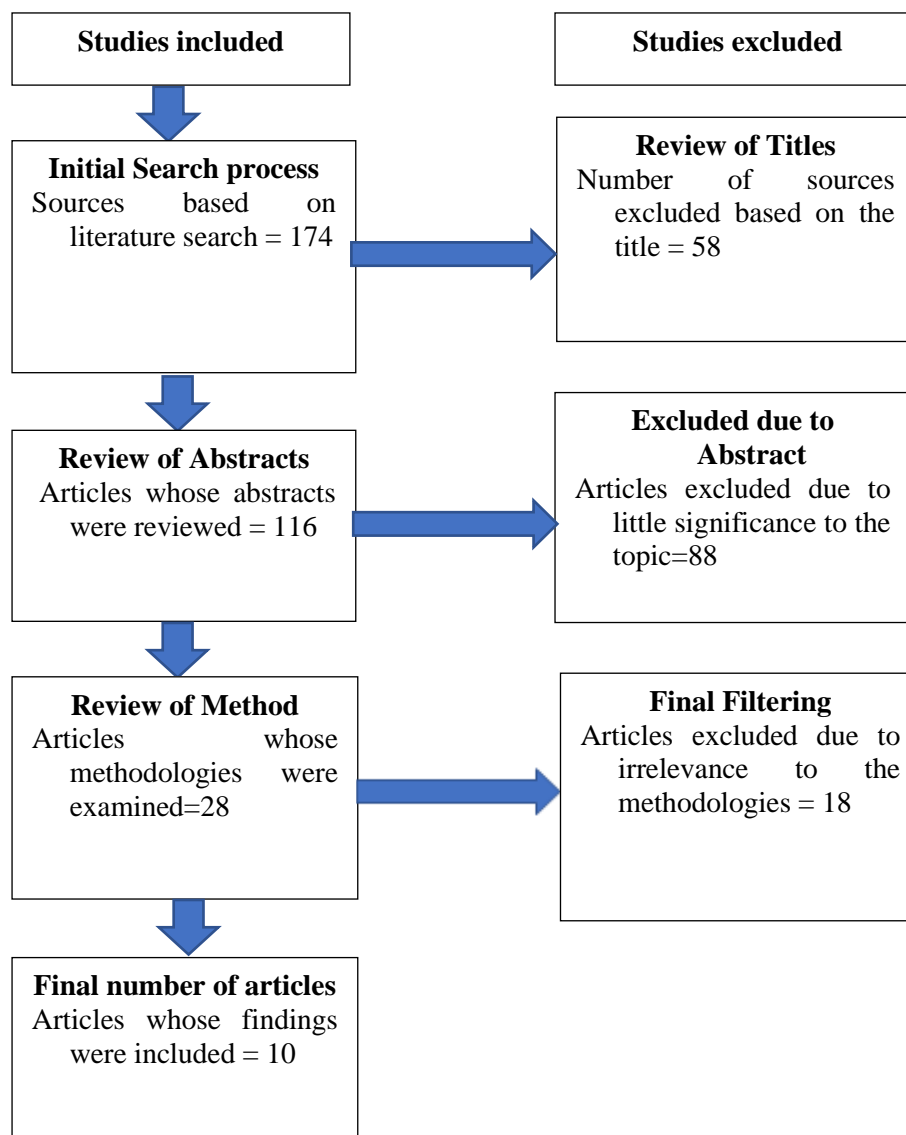 Studies included
Studies excluded
Initial Search process
Sources based on
literature search = 174
Review of Titles
Number of sources
excluded based on the
title = 58
Review of Abstracts
Articles whose abstracts
were reviewed = 116
Excluded due to
Abstract
Articles excluded due to
little significance to the
topic=88
Review of Method
Articles whose
methodologies were
examined=28
Final Filtering
Articles excluded due to
irrelevance to the
methodologies = 18
Final number of articles
Articles whose findings
were included = 10